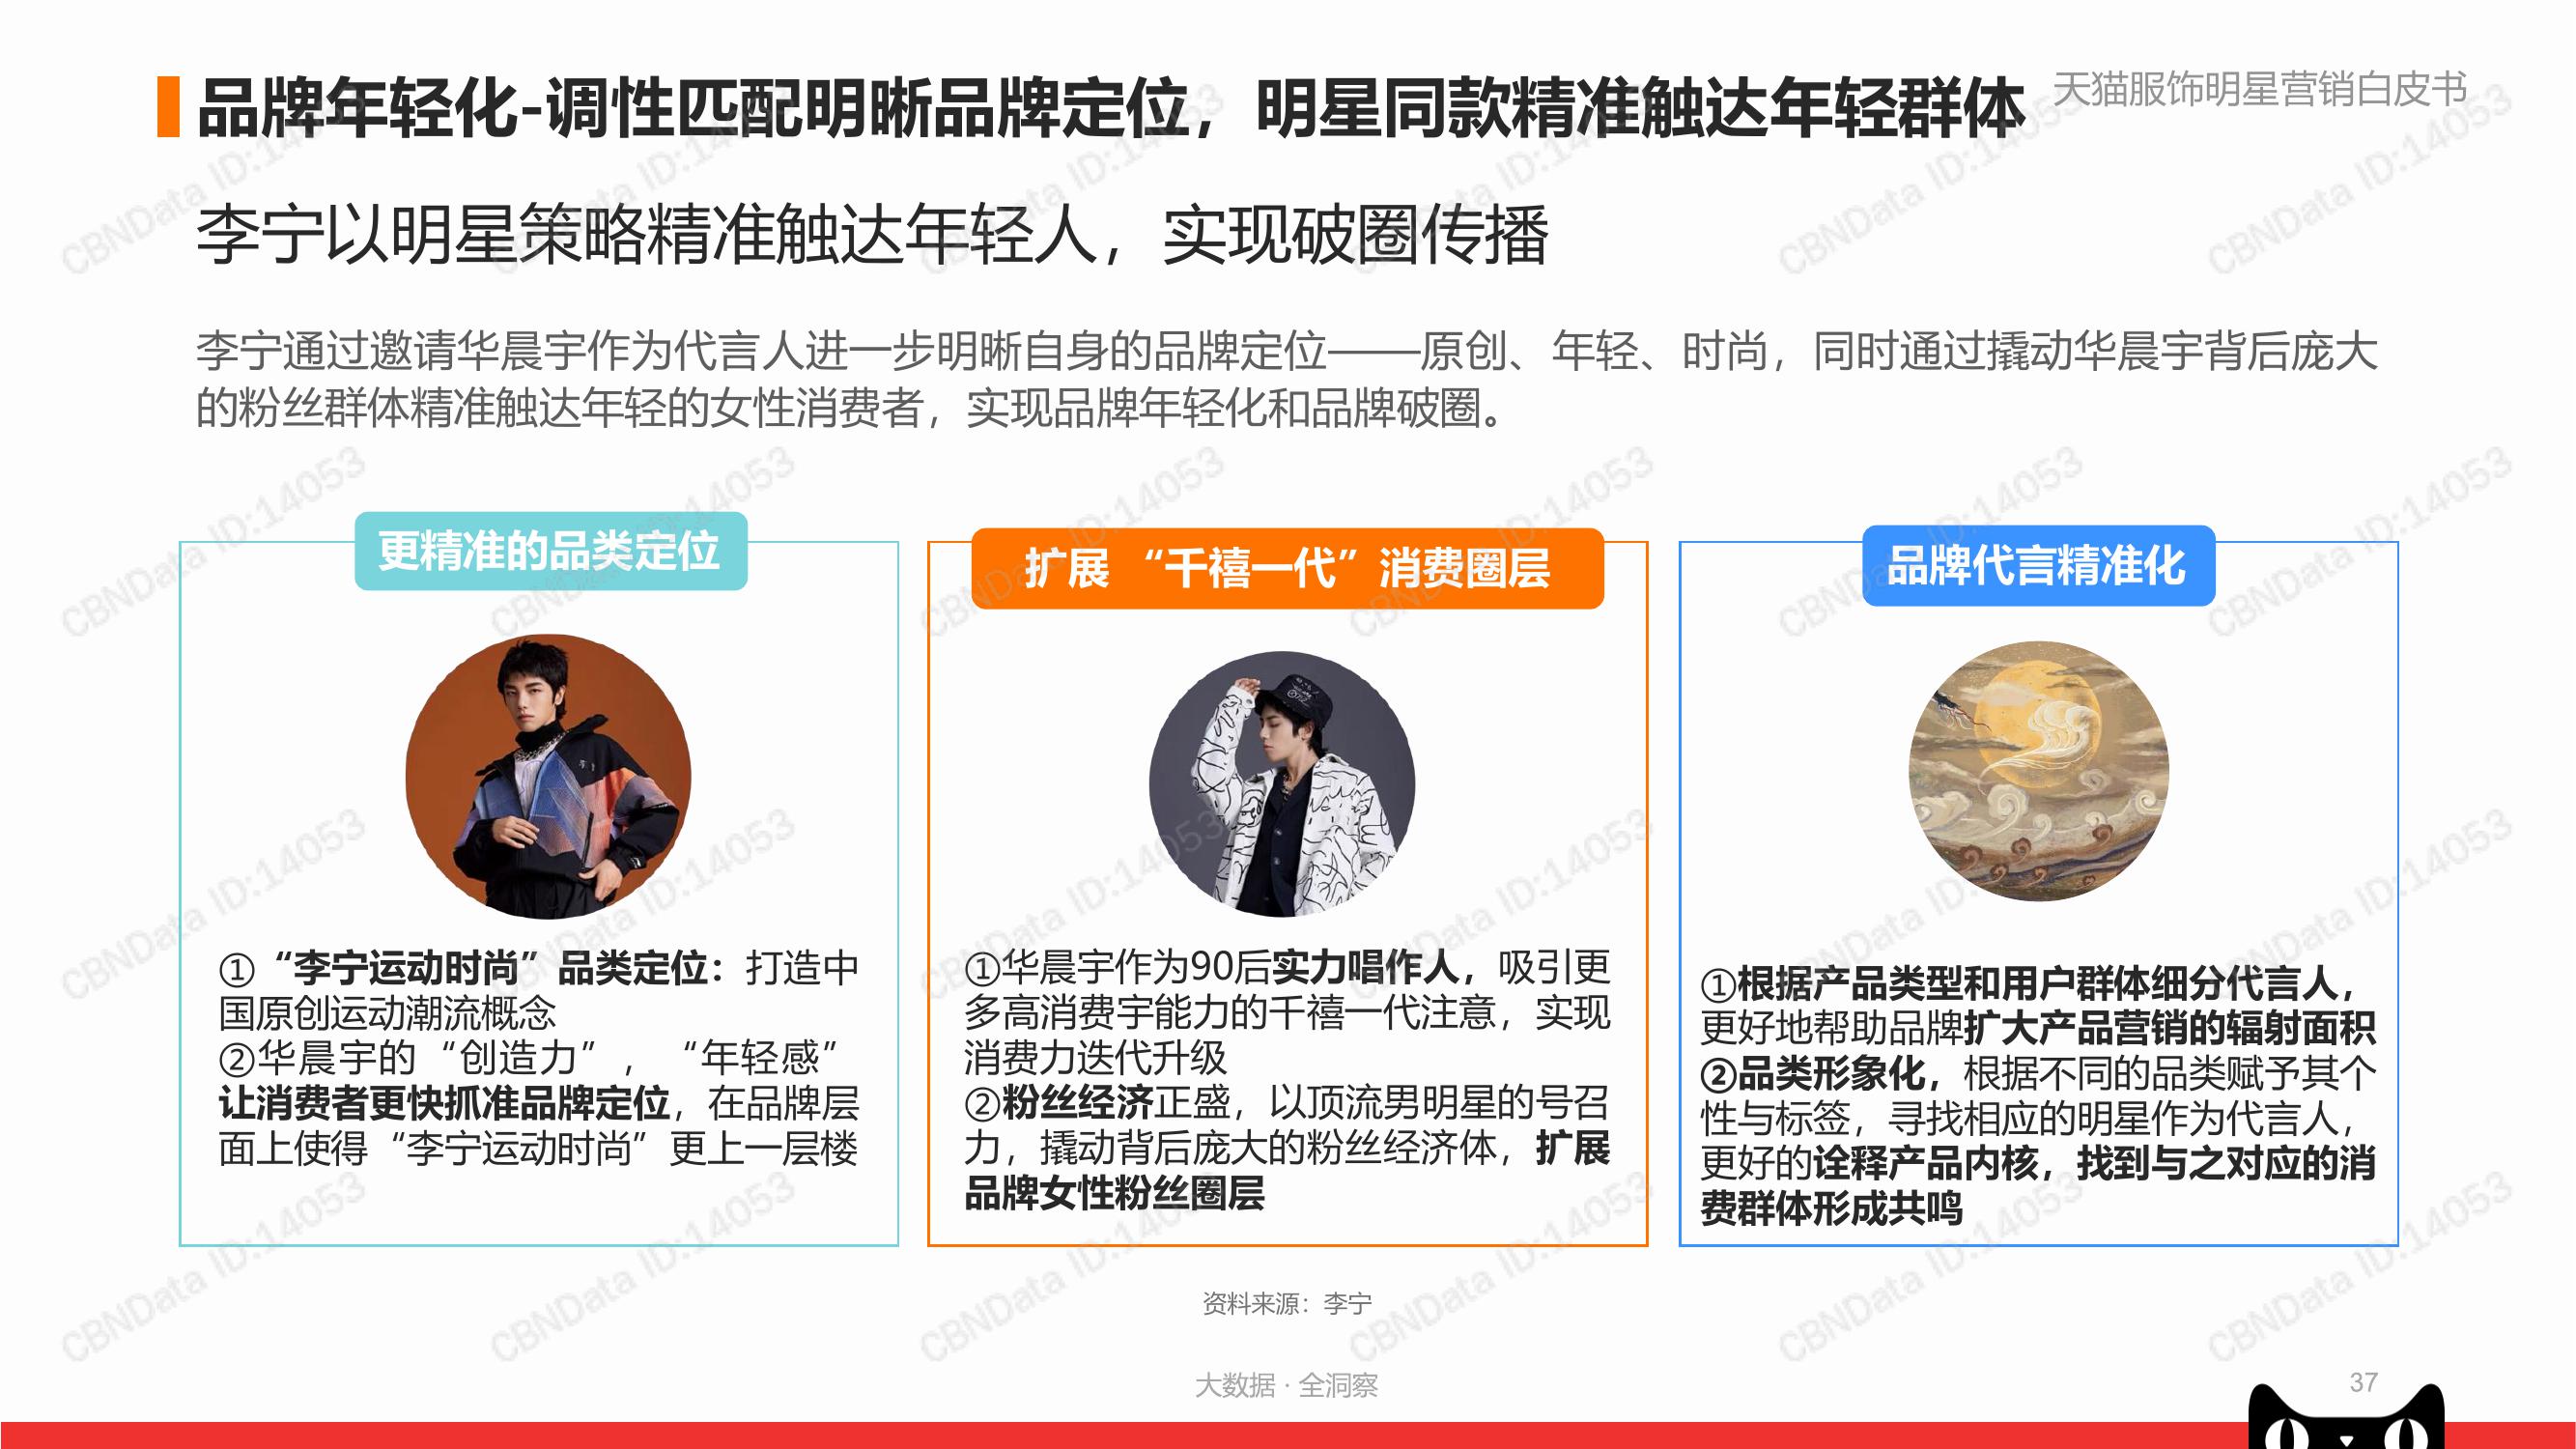 品牌年轻化-调性匹配明晰品牌定位，明星同款精准触达年轻群体
天猫服饰明星营销白皮书
李宁以明星策略精准触达年轻人，实现破圈传播
李宁通过邀请华晨宇作为代言人进一步明晰自身的品牌定位——原创、年轻、时尚，同时通过撬动华晨宇背后庞大
的粉丝群体精准触达年轻的女性消费者，实现品牌年轻化和品牌破圈。
更精准的品类定位
①“李宁运动时尚”品类定位：打造中
国原创运动潮流概念
②华晨宇的“创造力”，“年轻感”
让消费者更快抓准品牌定位，在品牌层
面上使得“李宁运动时尚”更上一层楼
扩展 “千禧一代”消费圈层
①华晨宇作为90后实力唱作人，吸引更
多高消费宇能力的千禧一代注意，实现
消费力迭代升级
②粉丝经济正盛，以顶流男明星的号召
力，撬动背后庞大的粉丝经济体，扩展
品牌女性粉丝圈层
品牌代言精准化
①根据产品类型和用户群体细分代言人，
更好地帮助品牌扩大产品营销的辐射面积
②品类形象化，根据不同的品类赋予其个
性与标签，寻找相应的明星作为代言人，
更好的诠释产品内核，找到与之对应的消
费群体形成共鸣
资料来源：李宁
大数据 · 全洞察
37
CBNData ID:14053